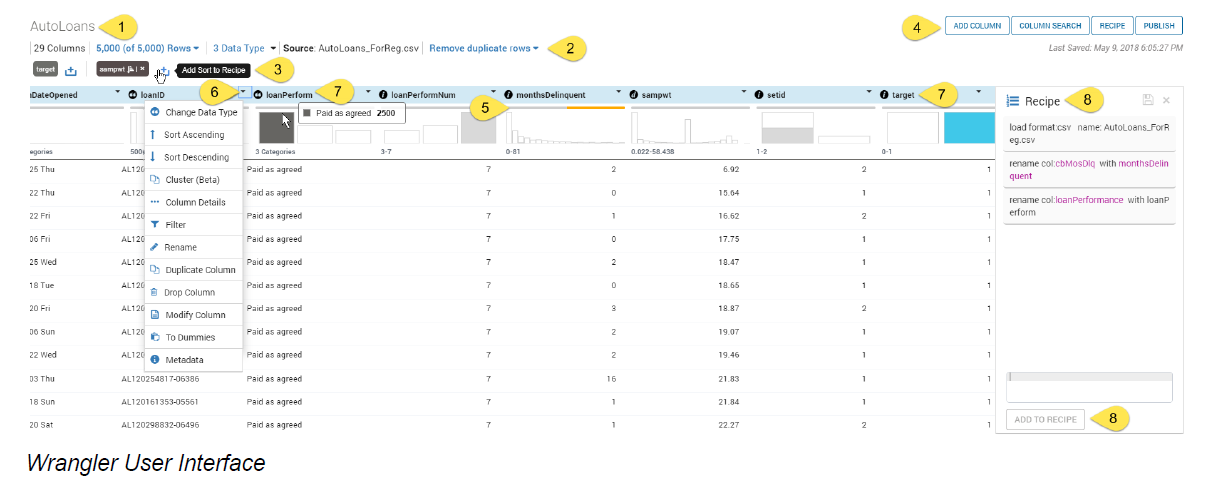 AutoLoans 1
4 ADD COLUMN COLUMN SEARCH RECIPE PUBLISH
29 Columns 5,000 (of 5,000) Rows 3 Data Type Source: AutoLoans_ForReg.csv Remove duplicate rows 2
Last Saved: May 9, 2018 6:05:27 PM
target sampwt × Add Sort to Recipe 3
nDateOpened loanID 6 loanPerform 7 loanPerformNum monthsDelinquent sampwt setid target 7
5
Paid as agreed 2500
egories 500 3 Categories 3-7 0-81 0.022-58.438 1-2 0-1
25 Thu AL120 Paid as agreed 7 2 6.92 2 1
22 Thu AL120 Paid as agreed 7 0 15.64 1 1
22 Fri AL120 Paid as agreed 7 1 16.62 2 1
06 Fri AL120 Paid as agreed 7 0 17.75 1 1
25 Wed AL120 Paid as agreed 7 2 18.47 1 1
18 Tue AL120 Paid as agreed 7 0 18.65 1 1
20 Fri AL120 Paid as agreed 7 3 18.87 2 1
06 Sun AL120 Paid as agreed 7 2 19.07 1 1
22 Wed AL120 Paid as agreed 7 2 19.46 1 1
03 Thu AL120254817-06386 Paid as agreed 7 16 21.83 1 1
18 Sun AL120161353-05561 Paid as agreed 7 1 21.84 1 1
20 Sat AL120298832-06496 Paid as agreed 7 1 22.27 2 1
Change Data Type
Sort Ascending
Sort Descending
Cluster (Beta)
Column Details
Filter
Rename
Duplicate Column
Drop Column
Modify Column
To Dummies
Metadata
Recipe 8 ×
load format:csv name: AutoLoans_ForR
eg.csv
rename col:cbMosDlq with monthsDelin
quent
rename col:loanPerformance with loanP
erform
ADD TO RECIPE 8
Wrangler User Interface